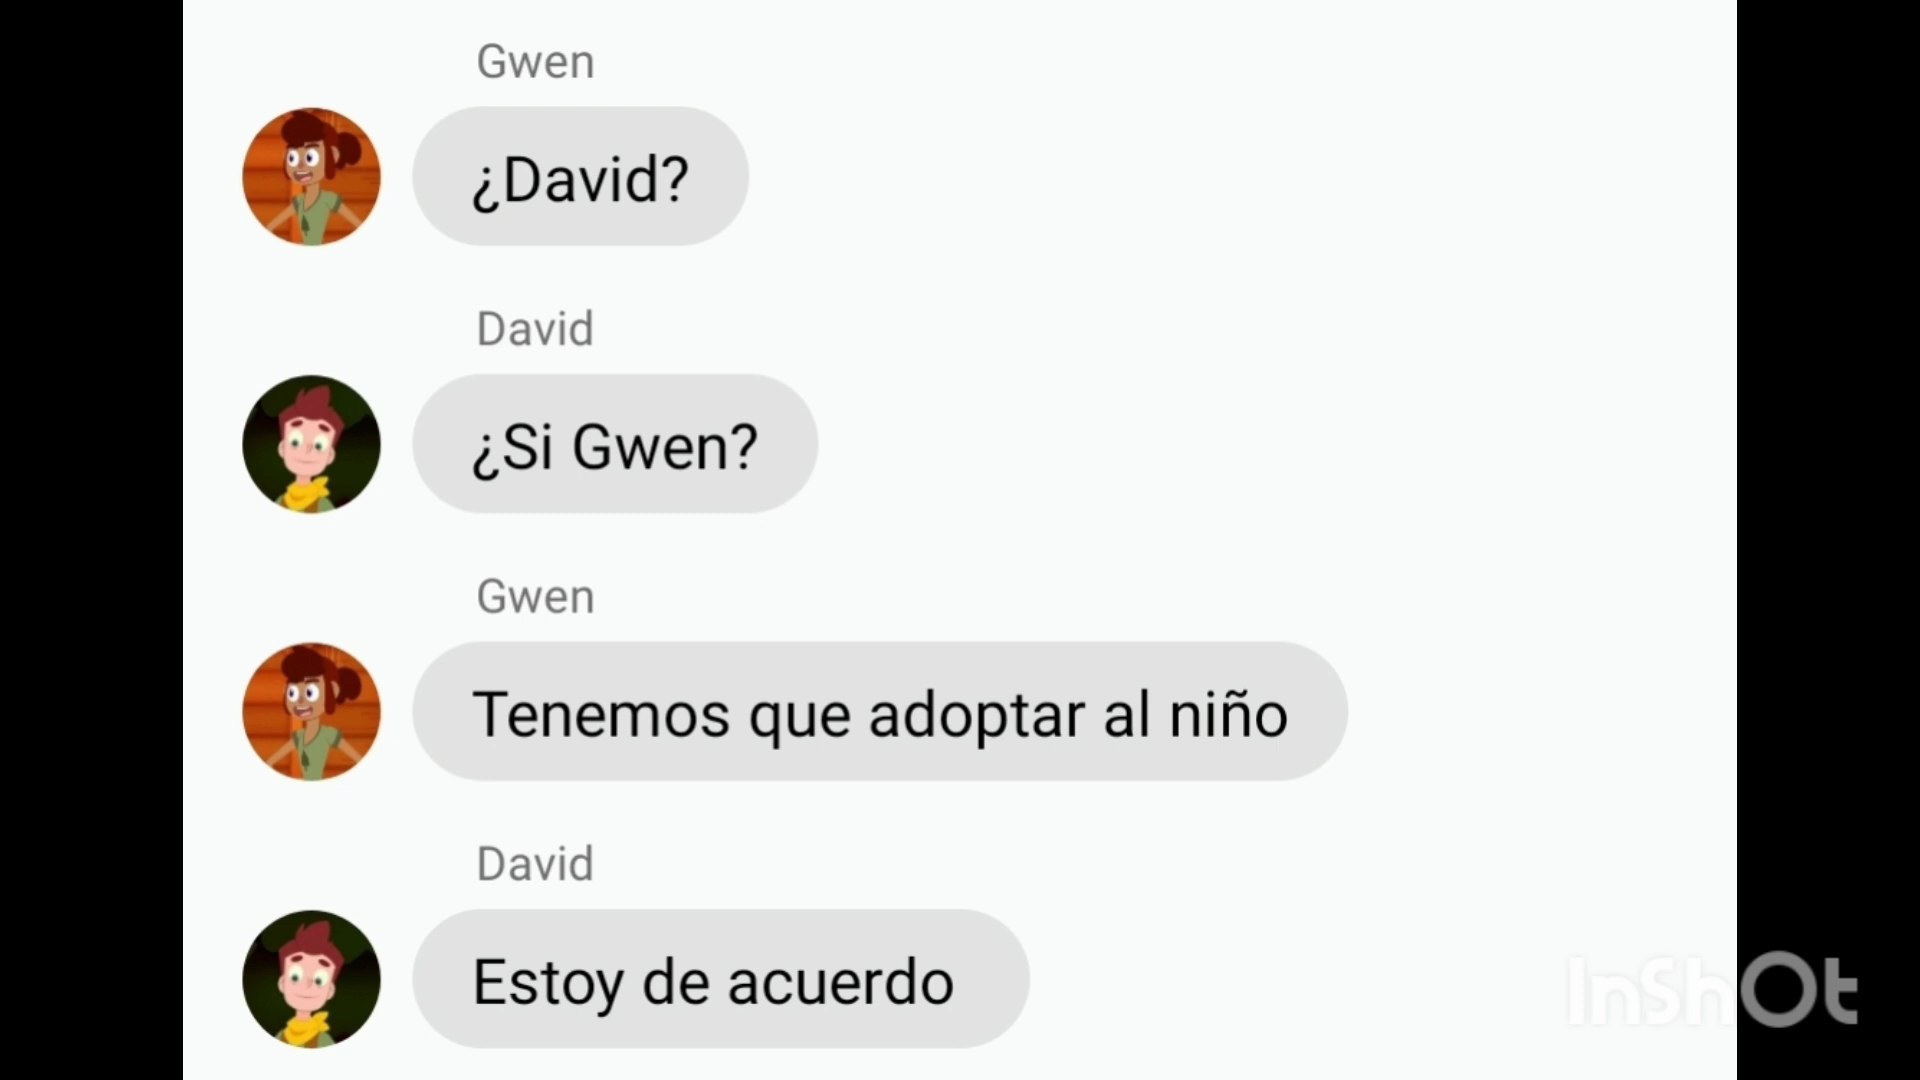 Gwen
¿David?
David
¿Si Gwen?
Gwen
Tenemos que adoptar al niño
David
Estoy de acuerdo
InShOt